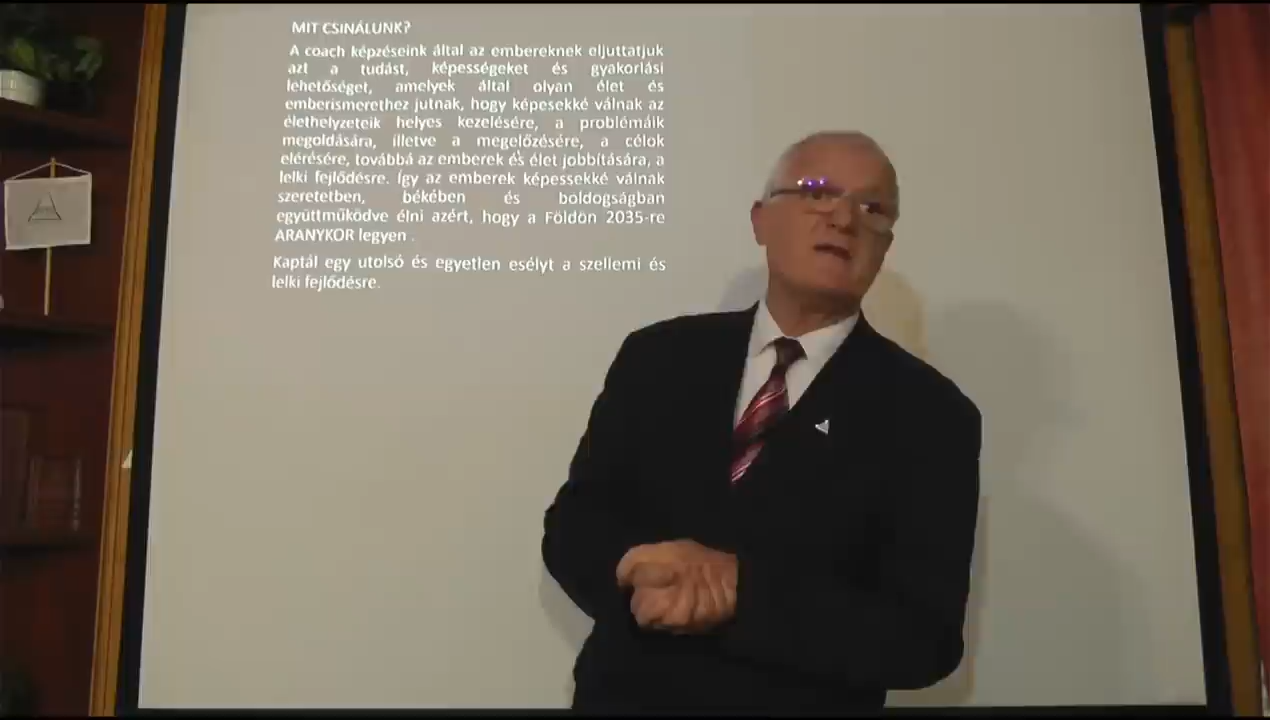 MIT CSINÁLUNK?
A coach képzéseink által az embereknek eljuttatjuk
azt a tudást, képességeket és gyakorlási
lehetőséget, amelyek által olyan élet és
emberismerethez jutnak, hogy képesekké válnak az
élethelyzeteik helyes kezelésére, a problémáik
megoldására, illetve a megelőzésére, a célok
elérésére, továbbá az emberek és élet jobbítására, a
lelki fejlődésre. Így az emberek képessekké válnak
szeretetben, békében és boldogságban
együttműködve élni azért, hogy a Földön 2035-re
ARANYKOR legyen .
Kaptál egy utolsó és egyetlen esélyt a szellemi és
lelki fejlődésre.